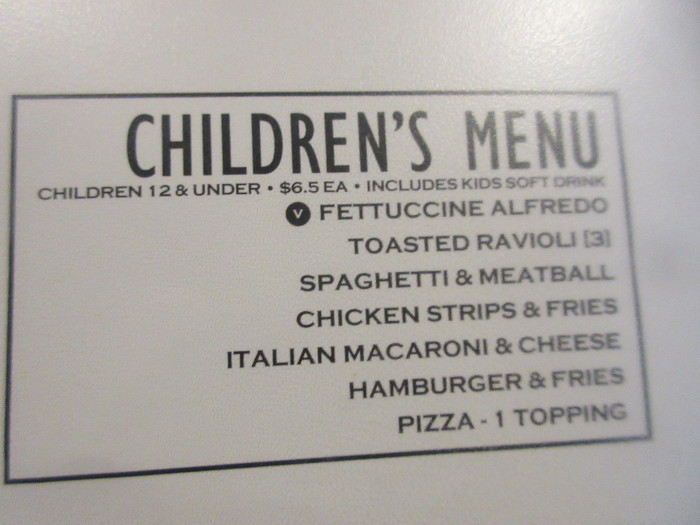 CHILDREN'S MENU
CHILDREN 12 & UNDER • $6.5 EA • INCLUDES KIDS SOFT DRINK
V FETTUCCINE ALFREDO
TOASTED RAVIOLI [3]
SPAGHETTI & MEATBALL
CHICKEN STRIPS & FRIES
ITALIAN MACARONI & CHEESE
HAMBURGER & FRIES
PIZZA - 1 TOPPING